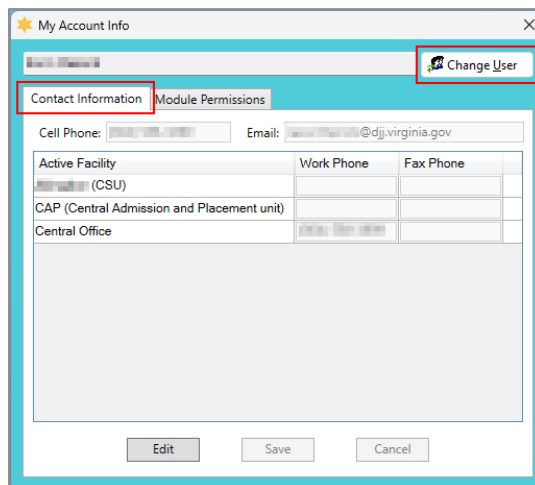 My Account Info
Change User
Contact Information Module Permissions
Cell Phone: Email: @djj.virginia.gov
Active Facility Work Phone Fax Phone
(CSU)
CAP (Central Admission and Placement unit)
Central Office
Edit Save Cancel